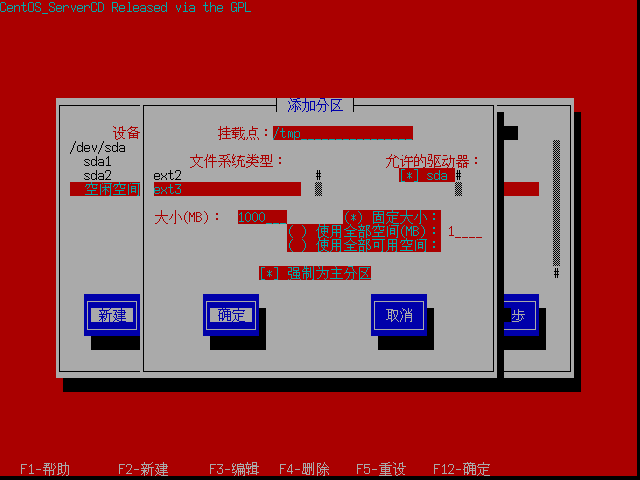 CentOS_ServerCD Released via the GPL
添加分区
设备
挂载点：/tmp
/dev/sda
sda1
文件系统类型：
允许的驱动器：
sda2
ext2 #
[*] sda #
空闲空间
ext3
大小(MB)： 1000
(*) 固定大小：
( ) 使用全部空间(MB)： 1____
( ) 使用全部可用空间：
[*] 强制为主分区
#
新建
确定
取消
步
F1-帮助 F2-新建 F3-编辑 F4-删除 F5-重设 F12-确定